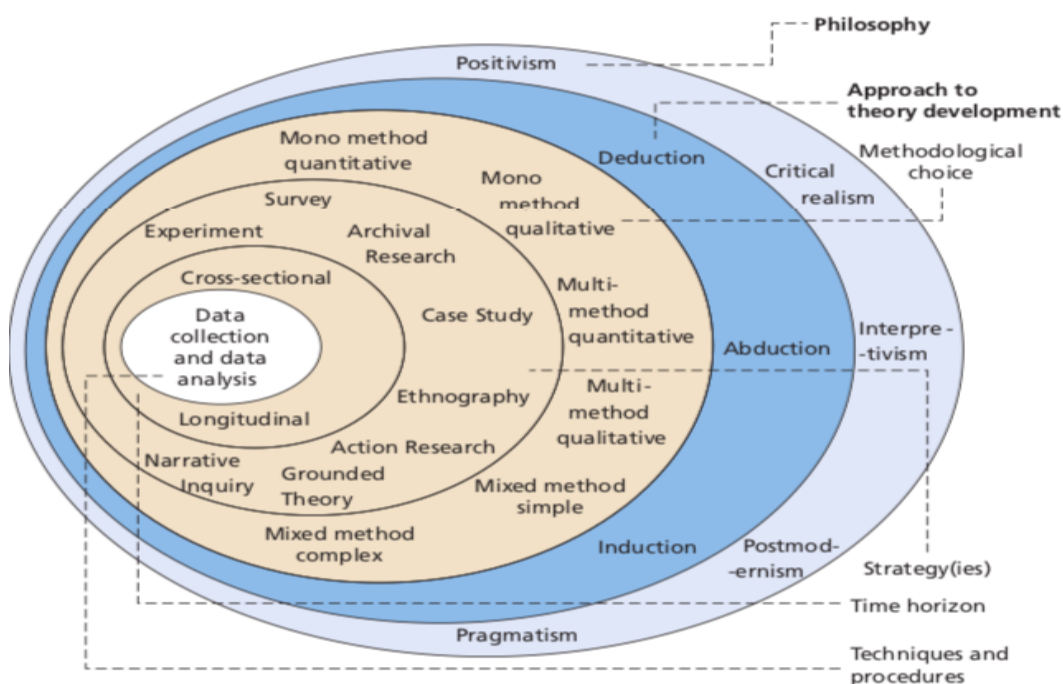 Philosophy
Positivism
Approach to
theory development
Mono method
quantitative
Deduction
Methodological
choice
Critical
realism
Mono
method
qualitative
Survey
Experiment
Archival
Research
Cross-sectional
Multi-
method
quantitative
Data
collection
and data
analysis
Case Study
Abduction
Interpre-
-tivism
Ethnography
Multi-
method
qualitative
Longitudinal
Action Research
Narrative
Inquiry
Grounded
Theory
Mixed method
simple
Mixed method
complex
Induction
Postmod-
-ernism
Strategy(ies)
Time horizon
Pragmatism
Techniques and
procedures